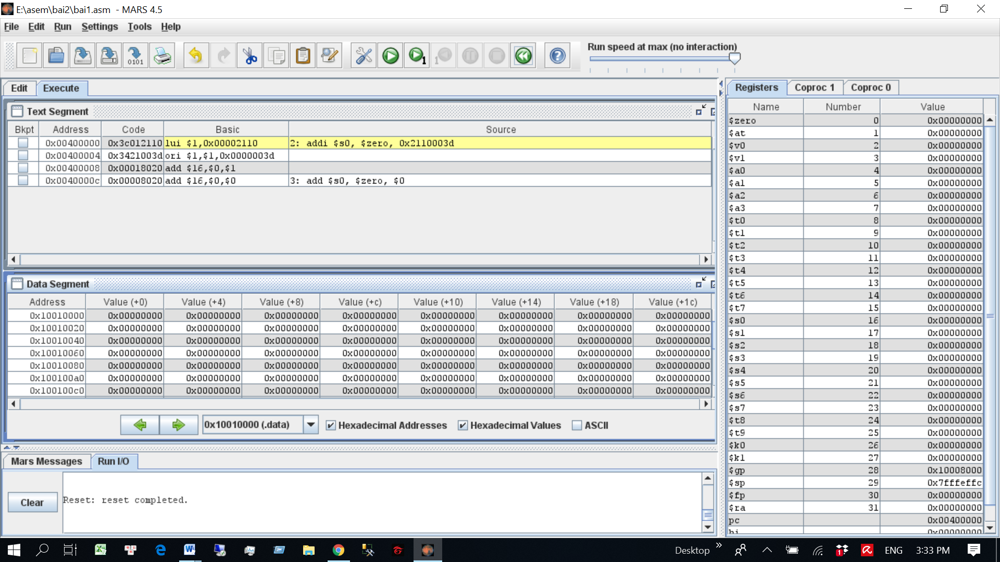 E:\asem\bai2\bai1.asm - MARS 4.5
File Edit Run Settings Tools Help
0101
1
1
Run speed at max (no interaction)
Edit Execute
Text Segment
Bkpt Address Code Basic Source
0x00400000 0x3c012110 lui $1,0x00002110 2: addi $s0, $zero, 0x2110003d
0x00400004 0x3421003d ori $1,$1,0x0000003d
0x00400008 0x00018020 add $16,$0,$1
0x0040000c 0x00008020 add $16,$0,$0 3: add $s0, $zero, $0
Data Segment
Address Value (+0) Value (+4) Value (+8) Value (+c) Value (+10) Value (+14) Value (+18) Value (+1c)
0x10010000 0x00000000 0x00000000 0x00000000 0x00000000 0x00000000 0x00000000 0x00000000 0x00000000
0x10010020 0x00000000 0x00000000 0x00000000 0x00000000 0x00000000 0x00000000 0x00000000 0x00000000
0x10010040 0x00000000 0x00000000 0x00000000 0x00000000 0x00000000 0x00000000 0x00000000 0x00000000
0x10010060 0x00000000 0x00000000 0x00000000 0x00000000 0x00000000 0x00000000 0x00000000 0x00000000
0x10010080 0x00000000 0x00000000 0x00000000 0x00000000 0x00000000 0x00000000 0x00000000 0x00000000
0x100100a0 0x00000000 0x00000000 0x00000000 0x00000000 0x00000000 0x00000000 0x00000000 0x00000000
0x100100c0 0x00000000 0x00000000 0x00000000 0x00000000 0x00000000 0x00000000 0x00000000 0x00000000
0x10010000 (.data) Hexadecimal Addresses Hexadecimal Values ASCII
Mars Messages Run I/O
Clear
Reset: reset completed.
Registers Coproc 1 Coproc 0
Name Number Value
$zero 0 0x00000000
$at 1 0x00000000
$v0 2 0x00000000
$v1 3 0x00000000
$a0 4 0x00000000
$a1 5 0x00000000
$a2 6 0x00000000
$a3 7 0x00000000
$t0 8 0x00000000
$t1 9 0x00000000
$t2 10 0x00000000
$t3 11 0x00000000
$t4 12 0x00000000
$t5 13 0x00000000
$t6 14 0x00000000
$t7 15 0x00000000
$s0 16 0x00000000
$s1 17 0x00000000
$s2 18 0x00000000
$s3 19 0x00000000
$s4 20 0x00000000
$s5 21 0x00000000
$s6 22 0x00000000
$s7 23 0x00000000
$t8 24 0x00000000
$t9 25 0x00000000
$k0 26 0x00000000
$k1 27 0x00000000
$gp 28 0x10008000
$sp 29 0x7fffeffc
$fp 30 0x00000000
$ra 31 0x00000000
pc 0x00400000
hi 0x00000000
Desktop ENG 3:33 PM